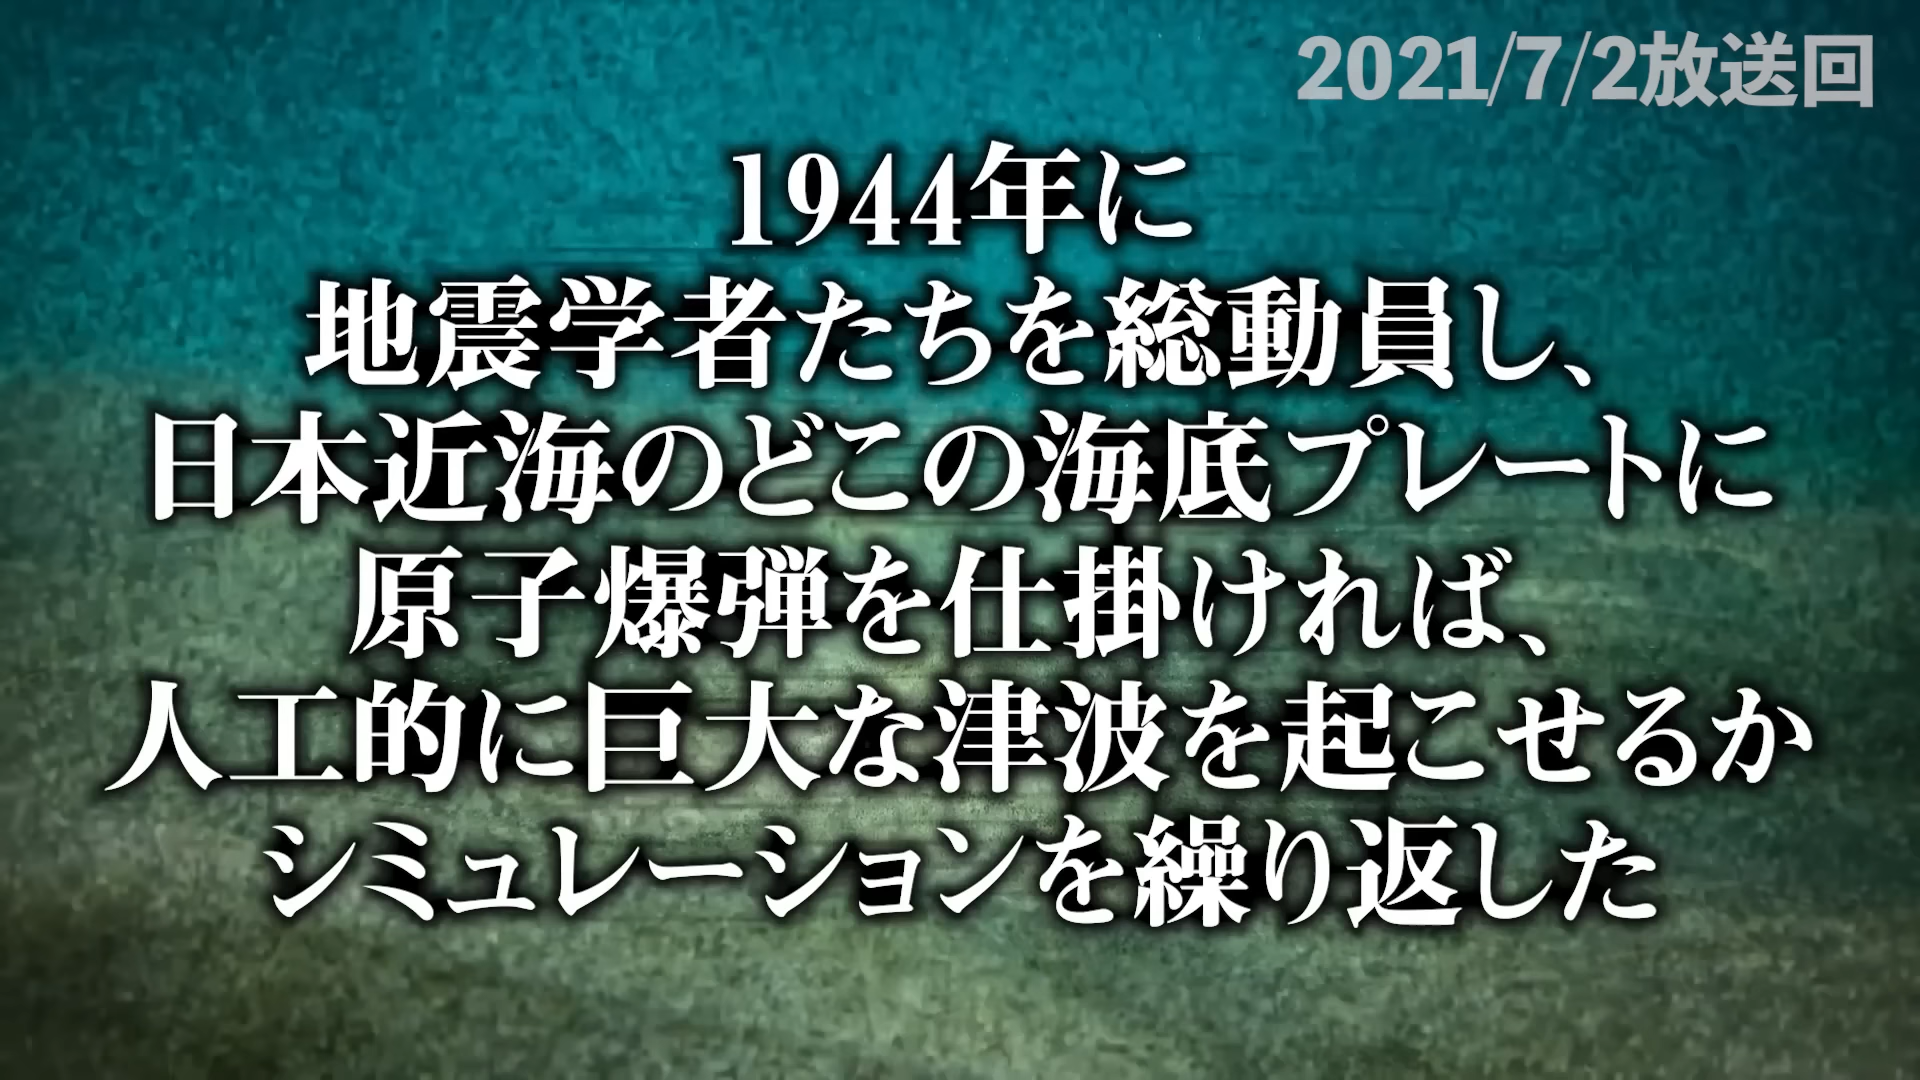 2021/7/2放送回
1944年に
地震学者たちを総動員し、
日本近海のどこの海底プレートに
原子爆弾を仕掛ければ、
人工的に巨大な津波を起こせるか
シミュレーションを繰り返した